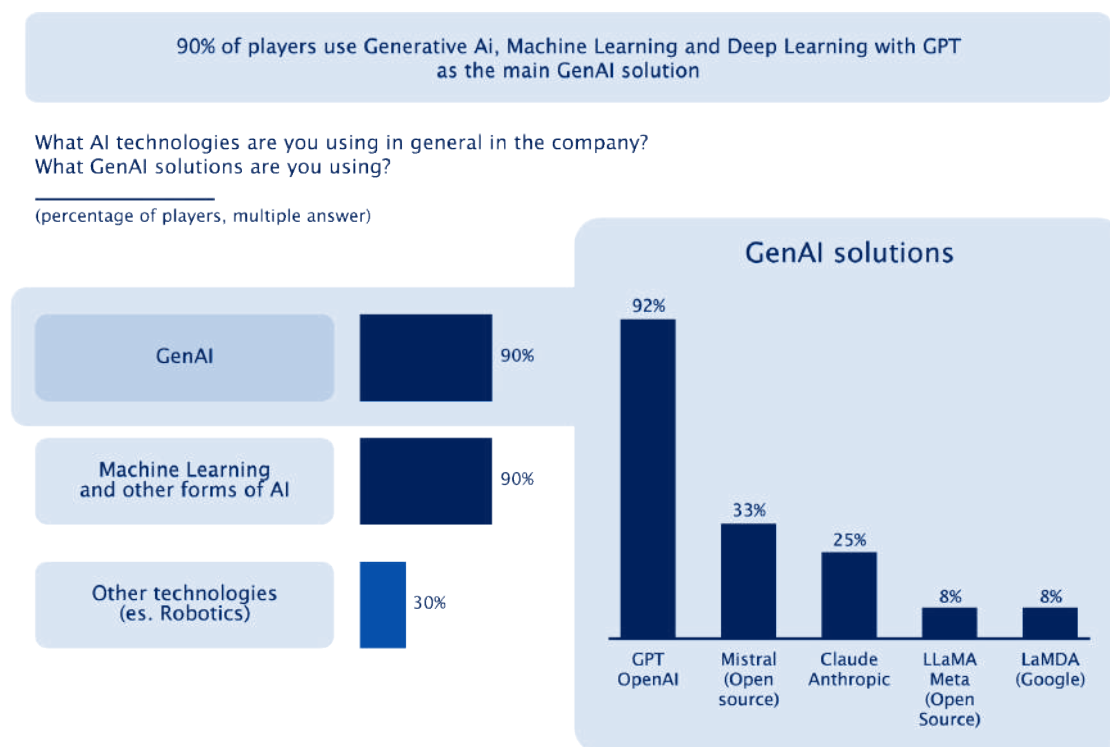 90% of players use Generative Ai, Machine Learning and Deep Learning with GPT
as the main GenAI solution
What AI technologies are you using in general in the company?
What GenAI solutions are you using?
(percentage of players, multiple answer)
GenAI
90%
Machine Learning
and other forms of AI
90%
Other technologies
(es. Robotics)
30%
GenAI solutions
92%
33%
25%
8%
8%
GPT
OpenAI
Mistral
(Open
source)
Claude
Anthropic
LLaMA
Meta
(Open
Source)
LaMDA
(Google)